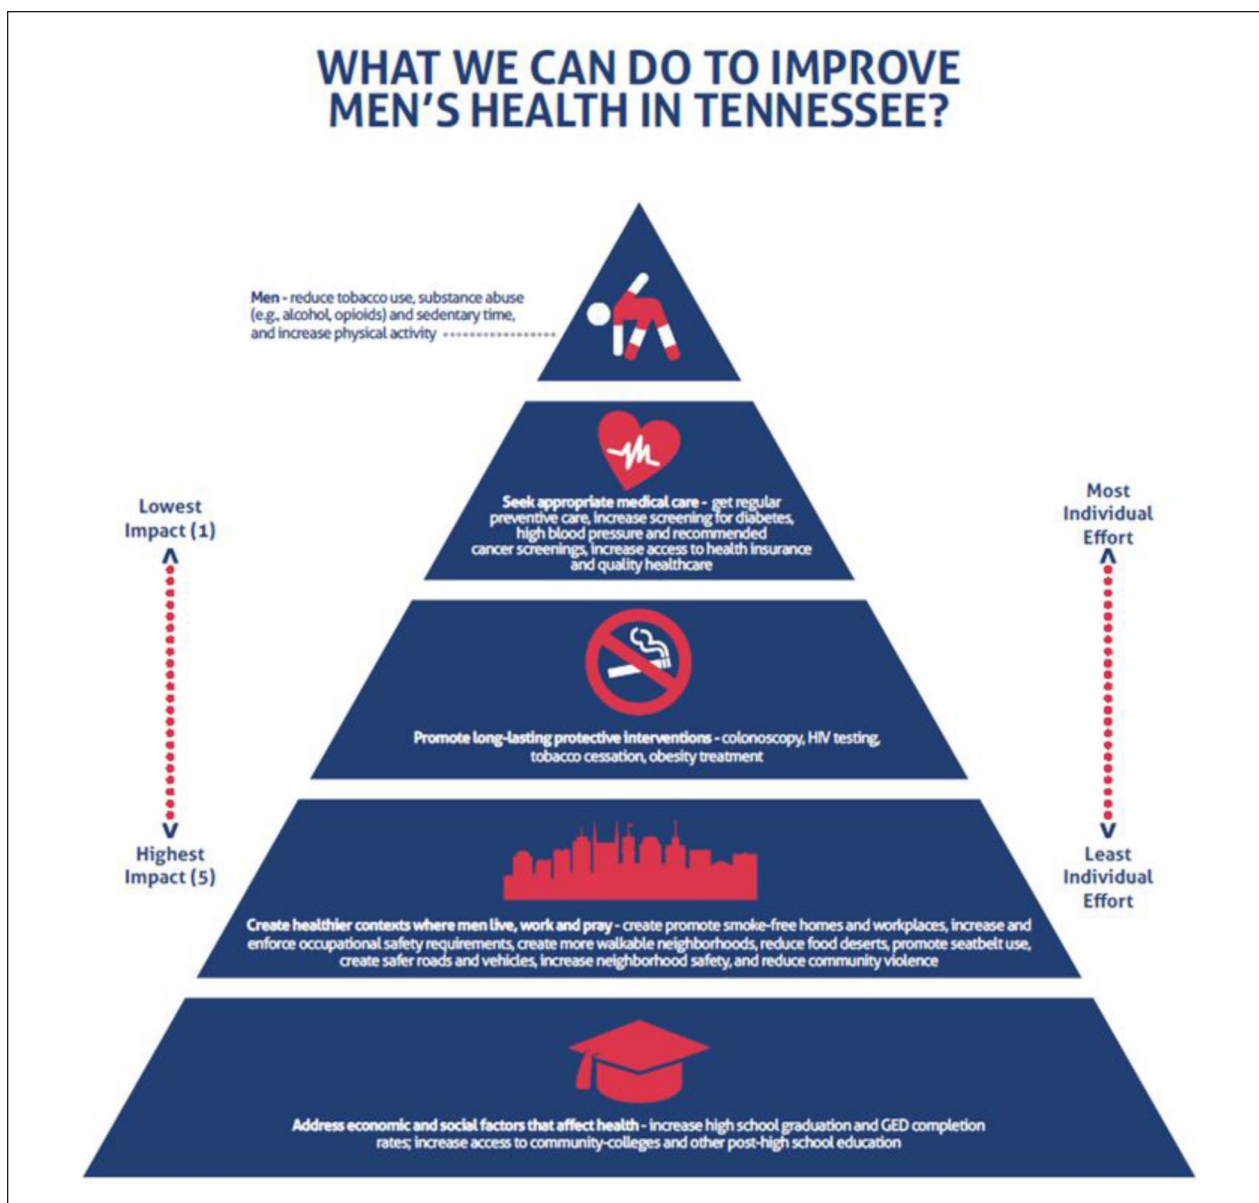 WHAT WE CAN DO TO IMPROVE
MEN'S HEALTH IN TENNESSEE?
Men - reduce tobacco use, substance abuse
(e.g., alcohol, opioids) and sedentary time,
and increase physical activity
Seek appropriate medical care - get regular
preventive care, increase screening for diabetes,
high blood pressure and recommended
cancer screenings, increase access to health insurance
and quality healthcare
Lowest
Impact (1)
Most
Individual
Effort
Promote long-lasting protective interventions - colonoscopy, HIV testing,
tobacco cessation, obesity treatment
Highest
Impact (5)
Least
Individual
Effort
Create healthier contexts where men live, work and pray - create promote smoke-free homes and workplaces, increase and
enforce occupational safety requirements, create more walkable neighborhoods, reduce food deserts, promote seatbelt use,
create safer roads and vehicles, increase neighborhood safety, and reduce community violence
Address economic and social factors that affect health - increase high school graduation and GED completion
rates; increase access to community-colleges and other post-high school education